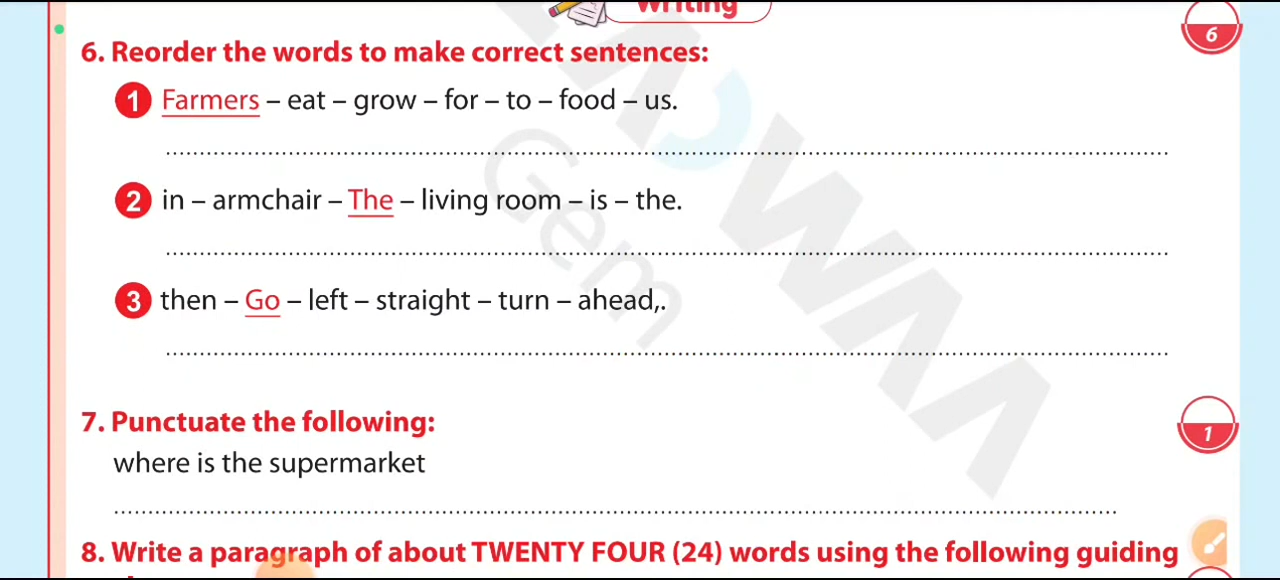 Writing
6
6. Reorder the words to make correct sentences:
1 Farmers – eat – grow – for – to – food – us.
2 in – armchair – The – living room – is – the.
3 then – Go – left – straight – turn – ahead,.
7. Punctuate the following:
1
where is the supermarket
8. Write a paragraph of about TWENTY FOUR (24) words using the following guiding
Gem